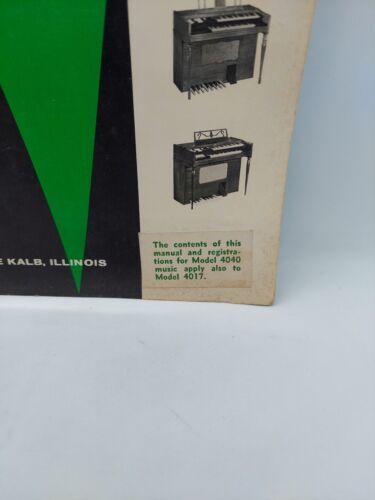 The contents of this
manual and registra-
tions for Model 4040
music apply also to
Model 4017.
E KALB, ILLINOIS